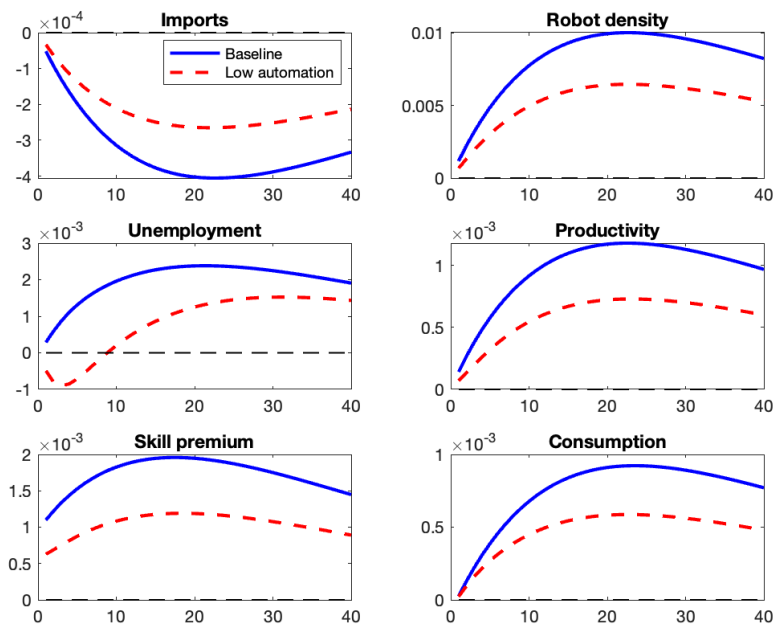 Imports
×10⁻⁴
0
-1
-2
-3
-4
0 10 20 30 40
Baseline
Low automation
Robot density
0.01
0.005
0
0 10 20 30 40
Unemployment
×10⁻³
3
2
1
0
-1
0 10 20 30 40
Productivity
×10⁻³
1
0.5
0
0 10 20 30 40
Skill premium
×10⁻³
2
1.5
1
0.5
0
0 10 20 30 40
Consumption
×10⁻³
1
0.5
0
0 10 20 30 40